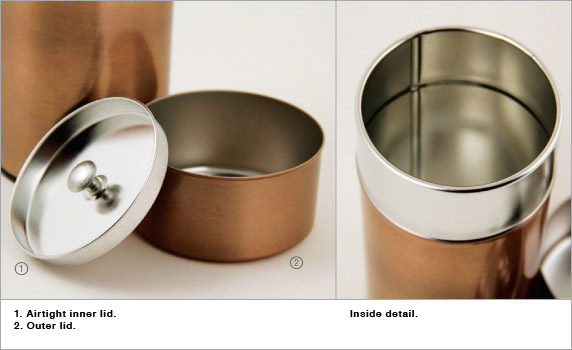 ①
②
1. Airtight inner lid.
2. Outer lid.
Inside detail.